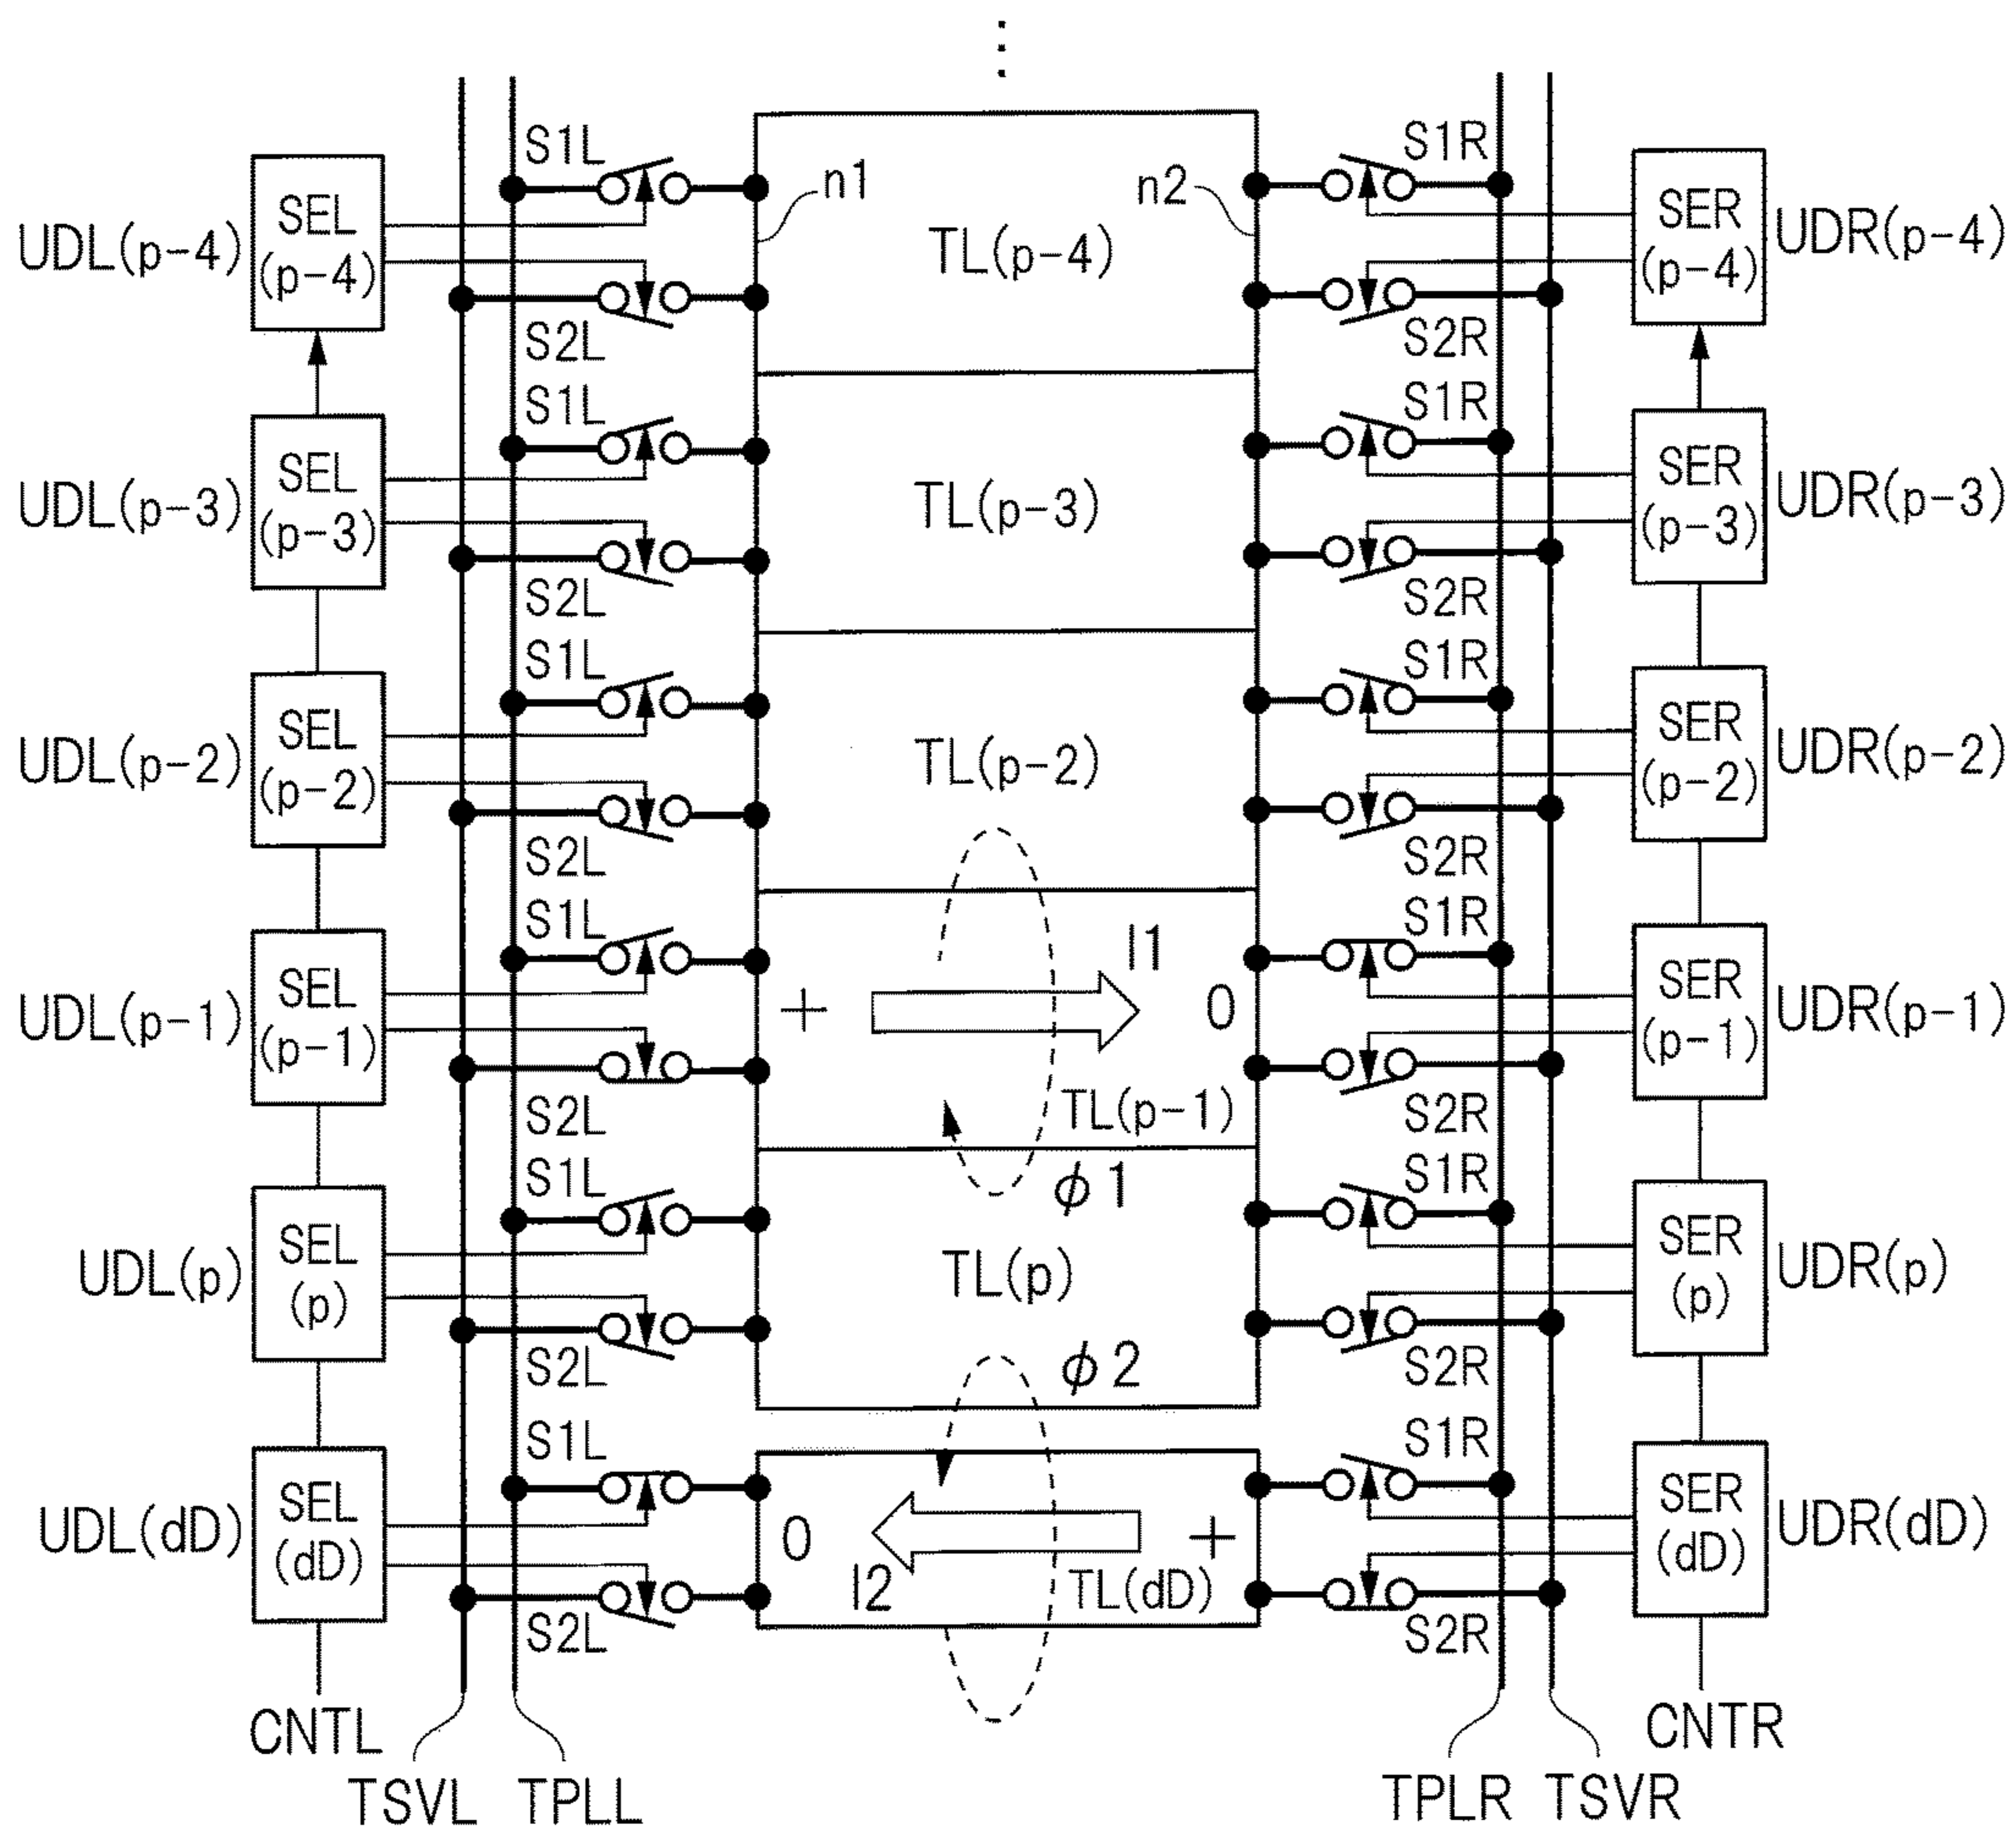 ⋮
S1L S1R
n1 n2
SEL (p-4) SER (p-4)
UDL(p-4) TL(p-4) UDR(p-4)
S2L S2R
S1L S1R
SEL (p-3) SER (p-3)
UDL(p-3) TL(p-3) UDR(p-3)
S2L S2R
S1L S1R
SEL (p-2) SER (p-2)
UDL(p-2) TL(p-2) UDR(p-2)
S2L S2R
S1L I1 S1R
SEL (p-1) SER (p-1)
UDL(p-1) + 0 UDR(p-1)
S2L TL(p-1) S2R
S1L φ1 S1R
SEL (p) SER (p)
UDL(p) TL(p) UDR(p)
S2L φ2 S2R
S1L S1R
SEL (dD) SER (dD)
UDL(dD) 0 + UDR(dD)
S2L I2 TL(dD) S2R
CNTL CNTR
TSVL TPLL TPLR TSVR